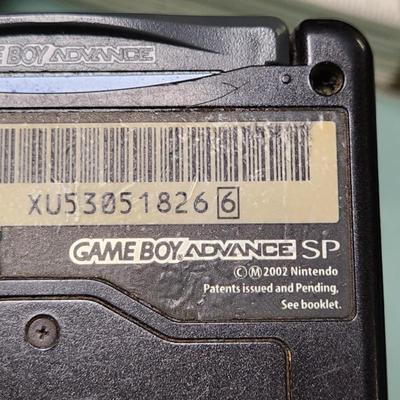 GAME BOY ADVANCE
XU53051826 6
GAME BOY ADVANCE SP
© Ⓜ 2002 Nintendo
Patents issued and Pending,
See booklet.